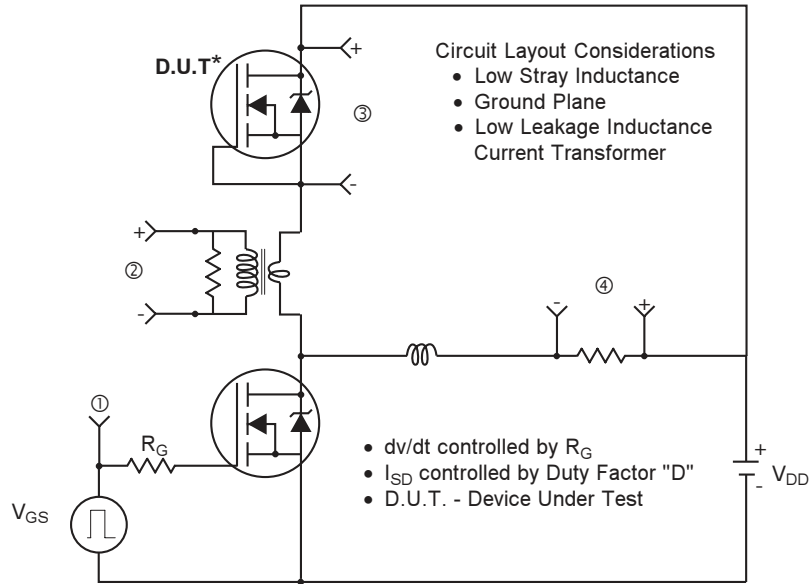 D.U.T*
+
-
③
Circuit Layout Considerations
• Low Stray Inductance
• Ground Plane
• Low Leakage Inductance
Current Transformer
+
②
-
④
-
+
①
RG
VGS
• dv/dt controlled by RG
• ISD controlled by Duty Factor "D"
• D.U.T. - Device Under Test
+
-
VDD